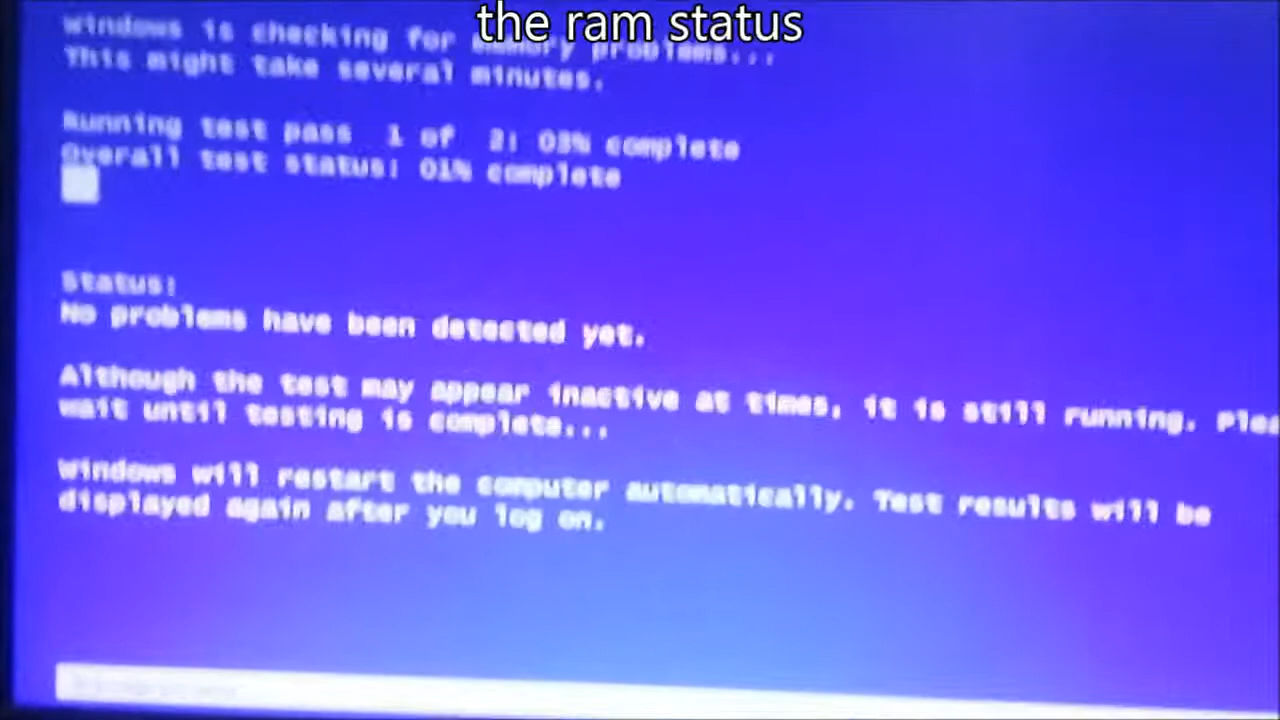 the ram status
Windows is checking for memory problems...
This might take several minutes.
Running test pass 1 of 2: 03% complete
Overall test status: 01% complete
Status:
No problems have been detected yet.
Although the test may appear inactive at times, it is still running. Plea
wait until testing is complete...
Windows will restart the computer automatically. Test results will be
displayed again after you log on.